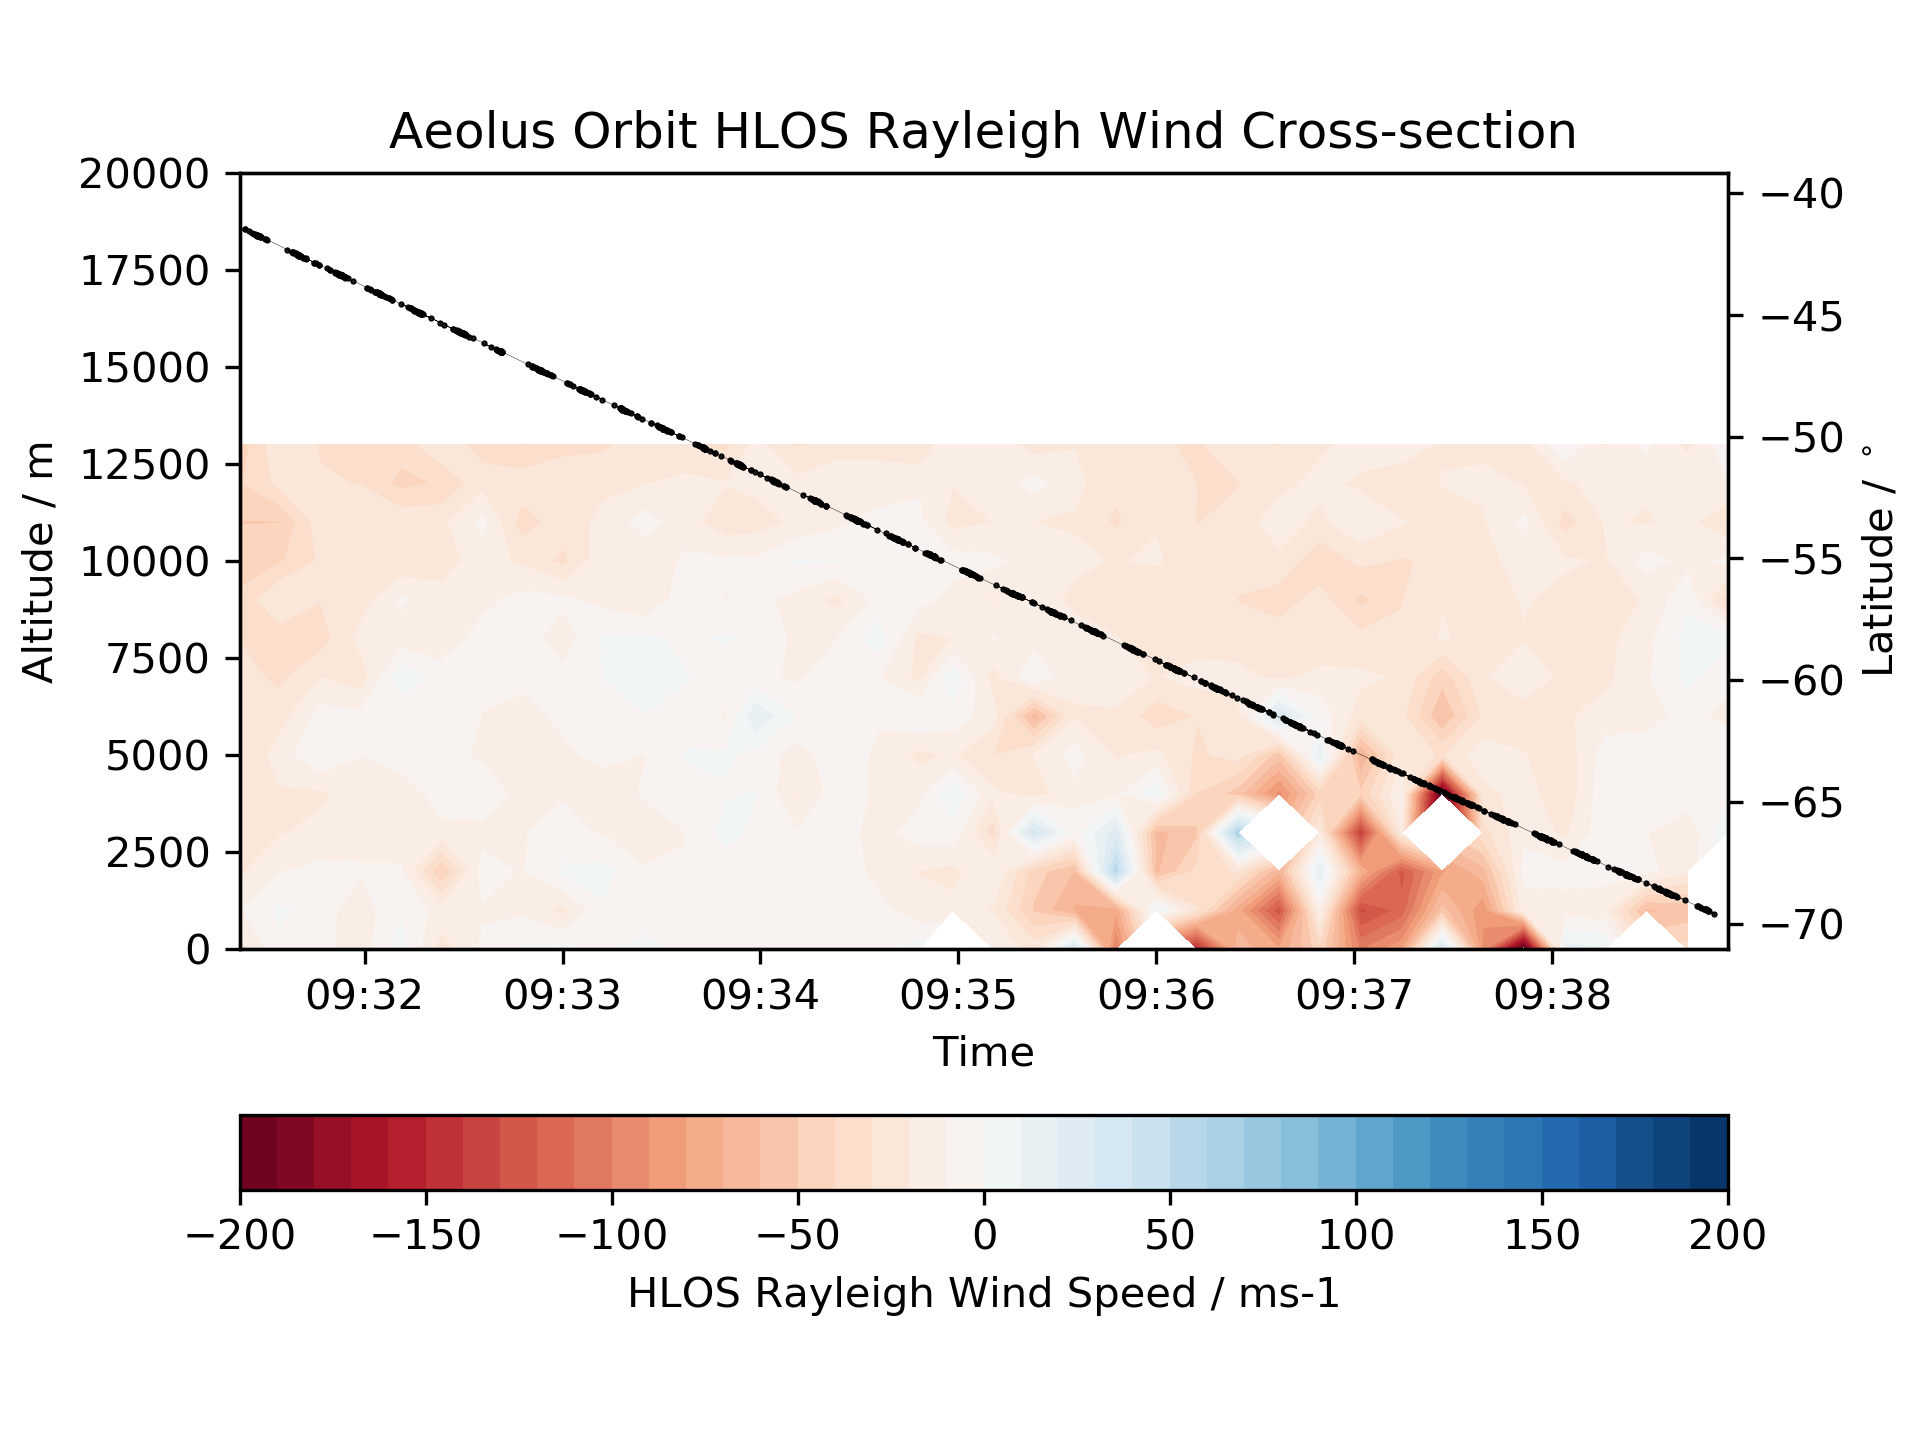 Aeolus Orbit HLOS Rayleigh Wind Cross-section
20000
17500
15000
12500
10000
7500
5000
2500
0
Altitude / m
−40
−45
−50
−55
−60
−65
−70
Latitude / °
09:32 09:33 09:34 09:35 09:36 09:37 09:38
Time
−200 −150 −100 −50 0 50 100 150 200
HLOS Rayleigh Wind Speed / ms-1